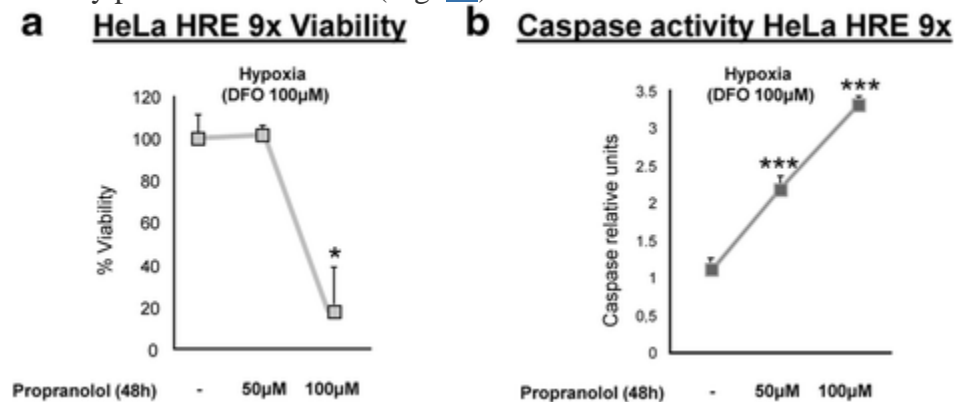 a HeLa HRE 9x Viability
Hypoxia
(DFO 100µM)
120
100
80
60
40
20
0
% Viability
*
Propranolol (48h) - 50µM 100µM
b Caspase activity HeLa HRE 9x
Hypoxia
(DFO 100µM)
3.5
3
2.5
2
1.5
1
0,5
0
Caspase relative units
***
***
Propranolol (48h) - 50µM 100µM